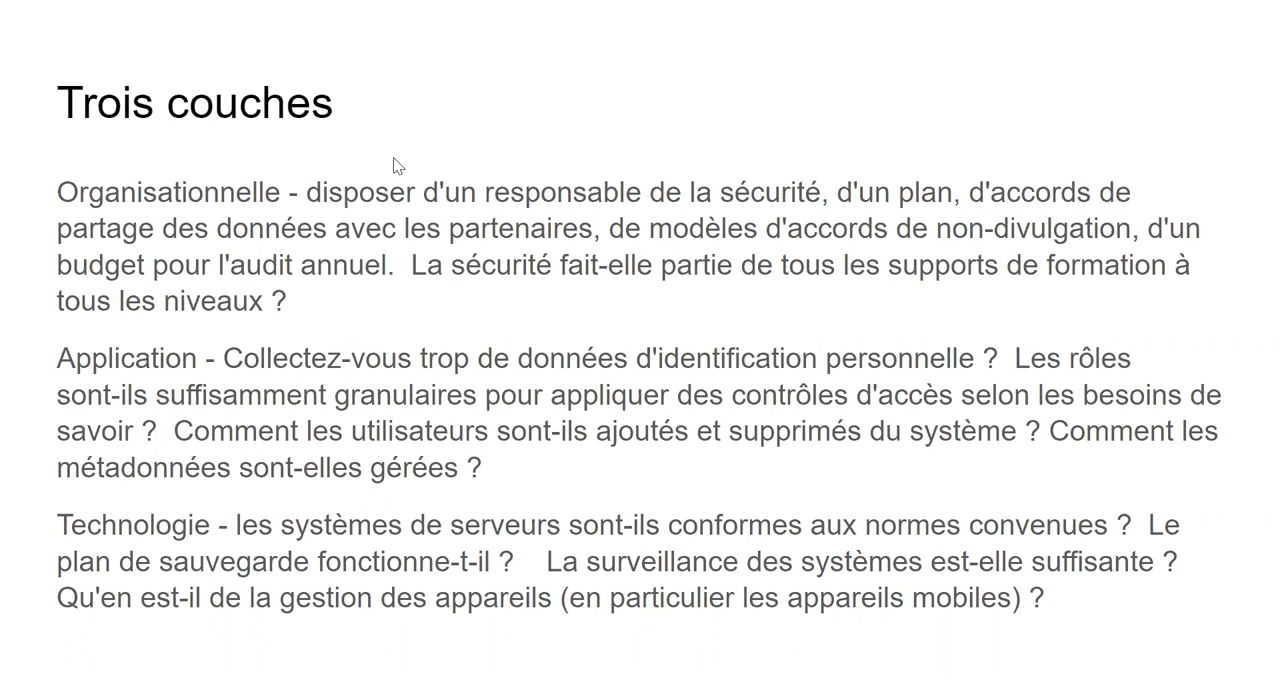 Trois couches
Organisationnelle - disposer d'un responsable de la sécurité, d'un plan, d'accords de
partage des données avec les partenaires, de modèles d'accords de non-divulgation, d'un
budget pour l'audit annuel.  La sécurité fait-elle partie de tous les supports de formation à
tous les niveaux ?
Application - Collectez-vous trop de données d'identification personnelle ?  Les rôles
sont-ils suffisamment granulaires pour appliquer des contrôles d'accès selon les besoins de
savoir ?  Comment les utilisateurs sont-ils ajoutés et supprimés du système ? Comment les
métadonnées sont-elles gérées ?
Technologie - les systèmes de serveurs sont-ils conformes aux normes convenues ?  Le
plan de sauvegarde fonctionne-t-il ?    La surveillance des systèmes est-elle suffisante ?
Qu'en est-il de la gestion des appareils (en particulier les appareils mobiles) ?